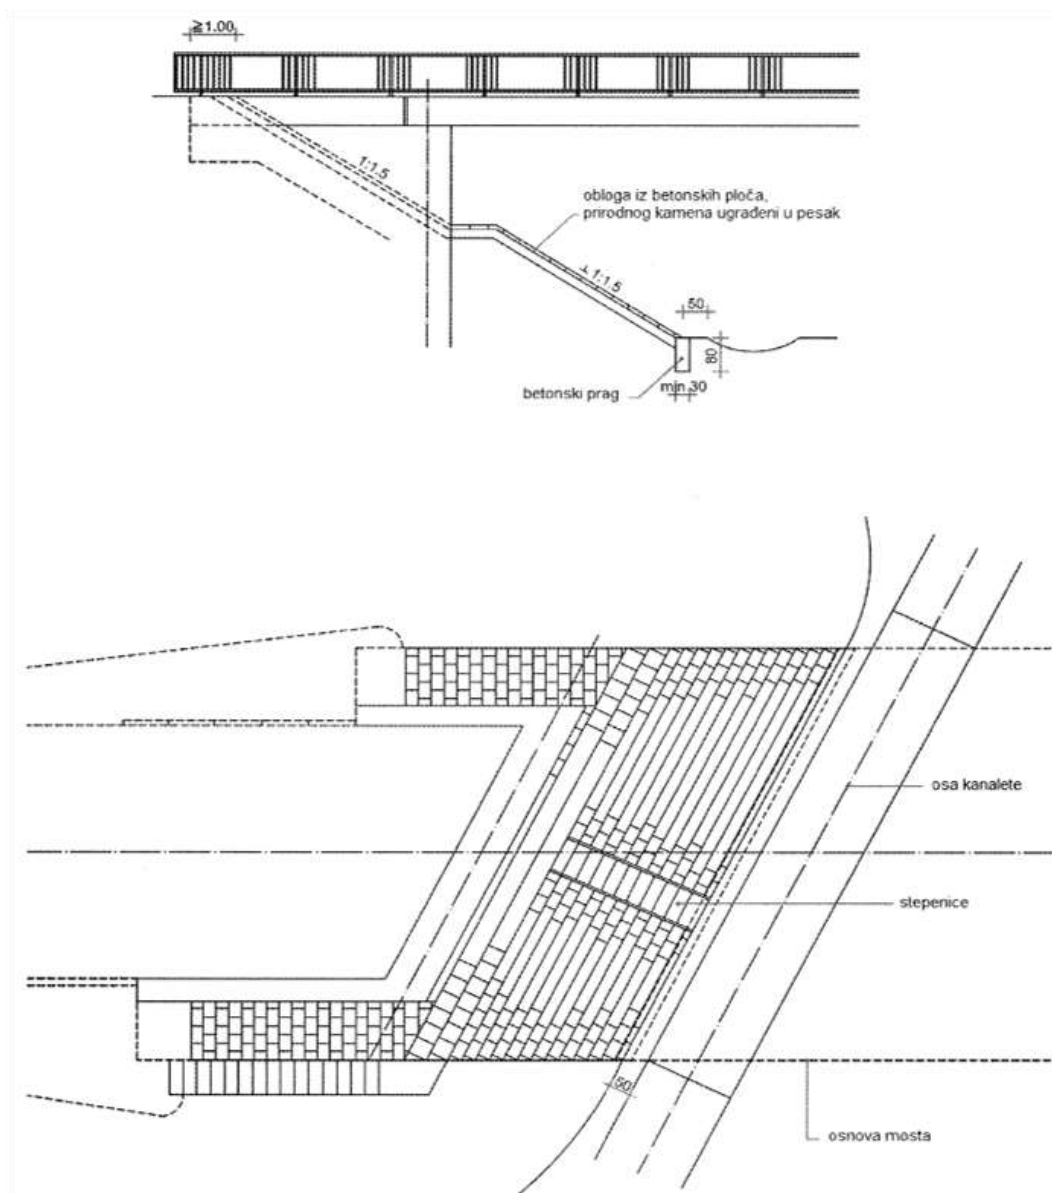 ≧1.00
1:1.5
obloga iz betonskih ploča,
prirodnog kamena ugrađeni u pesak
⊥ 1:1.5
50
80
min 30
betonski prag
osa kanalete
stepenice
50
osnova mosta